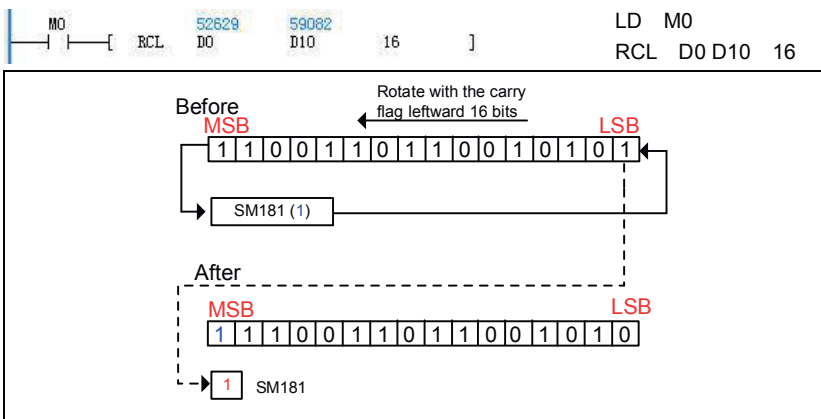 M0 52629 59082 LD M0
RCL D0 D10 16 ] RCL D0 D10 16
Rotate with the carry
Before flag leftward 16 bits
MSB LSB
1 1 0 0 1 1 0 1 1 0 0 1 0 1 0 1
SM181 (1)
After
MSB LSB
1 1 1 0 0 1 1 0 1 1 0 0 1 0 1 0
1 SM181